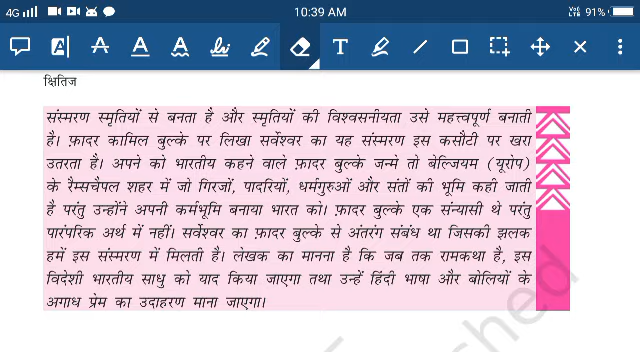 4G 10:39 AM Vo) LTE 91%
A A A A T
क्षितिज
संस्मरण स्मृतियों से बनता है और स्मृतियों की विश्वसनीयता उसे महत्त्वपूर्ण बनाती
है। फ़ादर कामिल बुल्के पर लिखा सर्वेश्वर का यह संस्मरण इस कसौटी पर खरा
उतरता है। अपने को भारतीय कहने वाले फ़ादर बुल्के जन्मे तो बेल्जियम (यूरोप)
के रैम्सचैपल शहर में जो गिरजों, पादरियों, धर्मगुरुओं और संतों की भूमि कही जाती
है परंतु उन्होंने अपनी कर्मभूमि बनाया भारत को। फ़ादर बुल्के एक संन्यासी थे परंतु
पारंपरिक अर्थ में नहीं। सर्वेश्वर का फ़ादर बुल्के से अंतरंग संबंध था जिसकी झलक
हमें इस संस्मरण में मिलती है। लेखक का मानना है कि जब तक रामकथा है, इस
विदेशी भारतीय साधु को याद किया जाएगा तथा उन्हें हिंदी भाषा और बोलियों के
अगाध प्रेम का उदाहरण माना जाएगा।